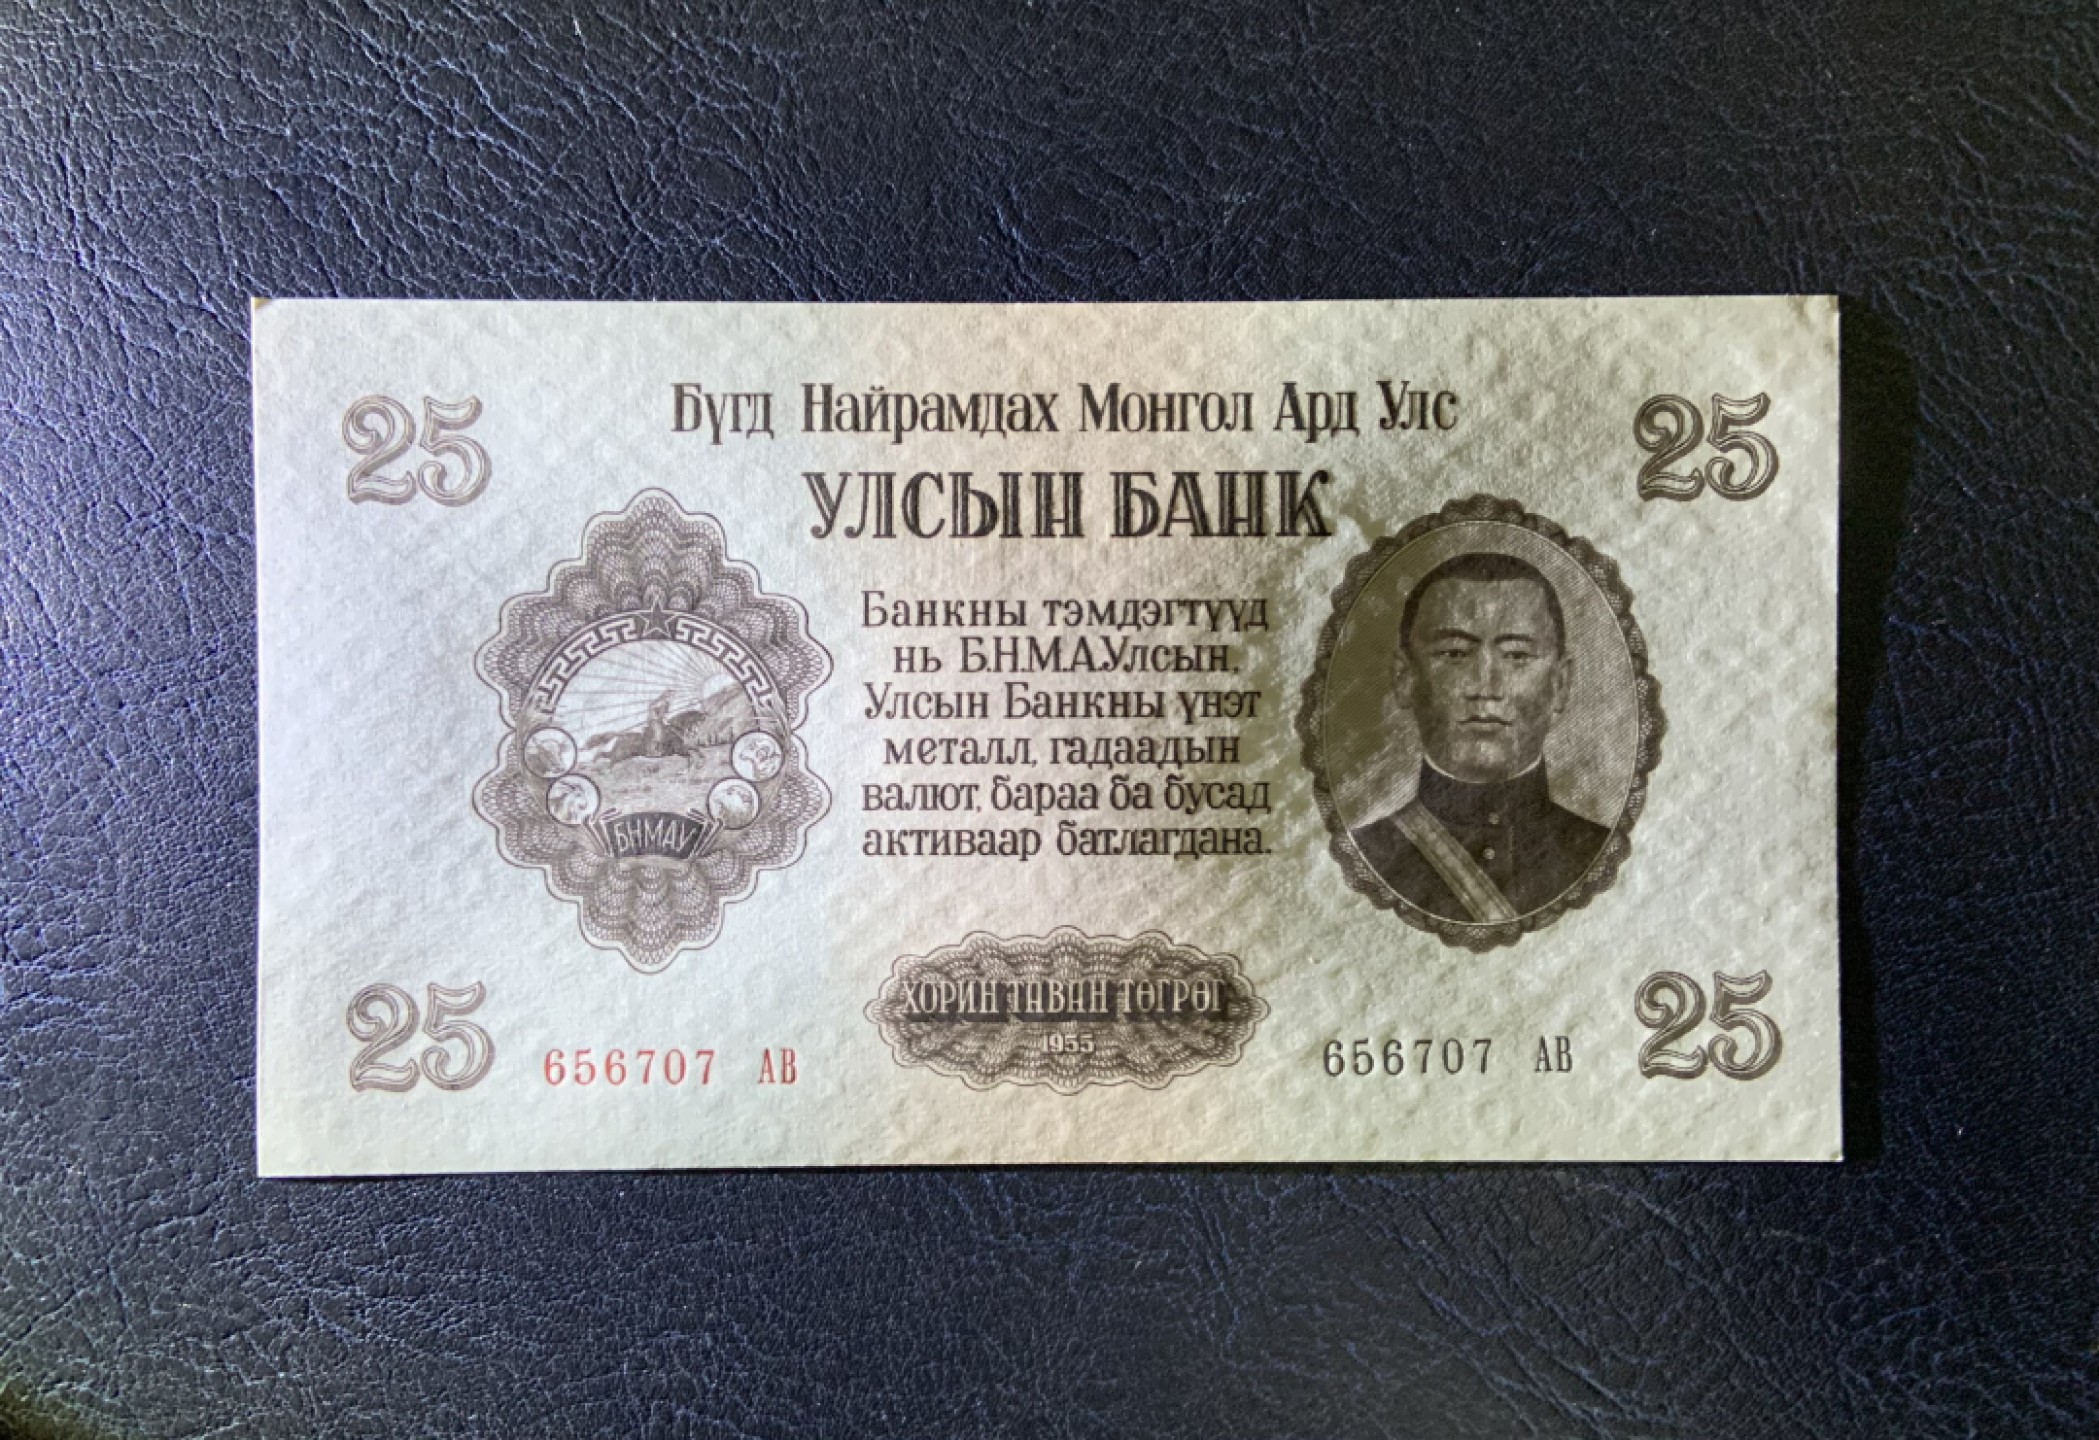 25
Бүгд Найрамдах Монгол Ард Улс
25
УЛСЫН БАНК
Банкны тэмдэгтүүд
нь Б.Н.М.А.Улсын,
Улсын Банкны үнэт
металл, гадаадын
валют, бараа ба бусад
активаар батлагдана.
БНМАУ
ХОРИН ТАВАН ТӨГРӨГ
1955
25
656707 АВ
656707 АВ
25